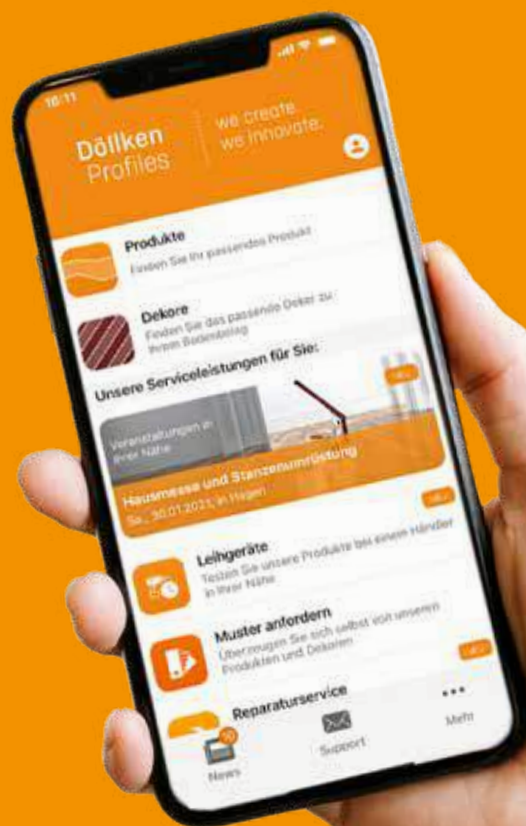 16:11
Döllken
Profiles
we create.
we innovate.
Produkte
Finden Sie Ihr passendes Produkt
Dekore
Finden Sie das passende Dekor zu
Ihrem Bodenbelag
Unsere Serviceleistungen für Sie:
Veranstaltungen in
Ihrer Nähe
Hausmesse und Stanzenumrüstung
Sa., 30.01.2021, in Hagen
Leihgeräte
Testen Sie unsere Produkte bei einem Händler
in Ihrer Nähe
Muster anfordern
Überzeugen Sie sich selbst von unseren
Produkten und Dekoren
Reparaturservice
10
News
Support
Mehr